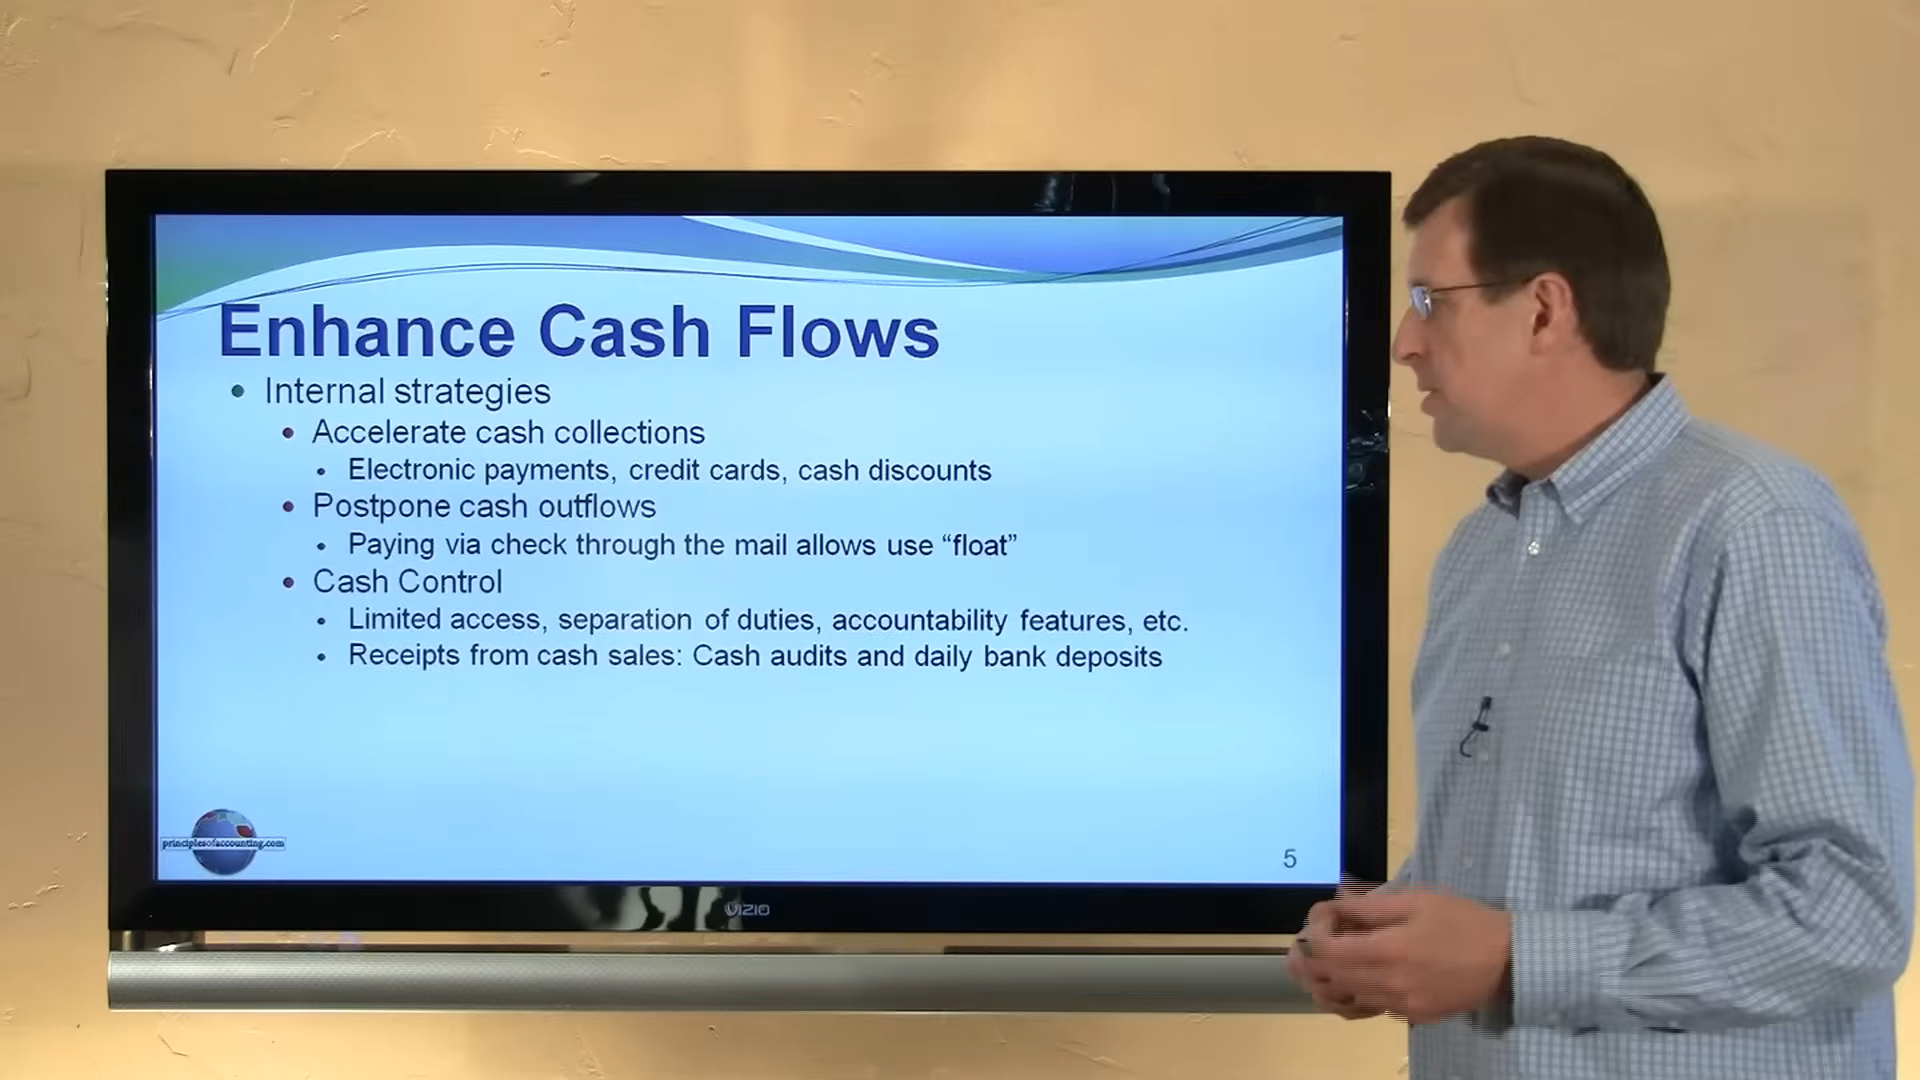 Enhance Cash Flows
• Internal strategies
• Accelerate cash collections
• Electronic payments, credit cards, cash discounts
• Postpone cash outflows
• Paying via check through the mail allows use “float”
• Cash Control
• Limited access, separation of duties, accountability features, etc.
• Receipts from cash sales: Cash audits and daily bank deposits
principlesofaccounting.com
5
VIZIO